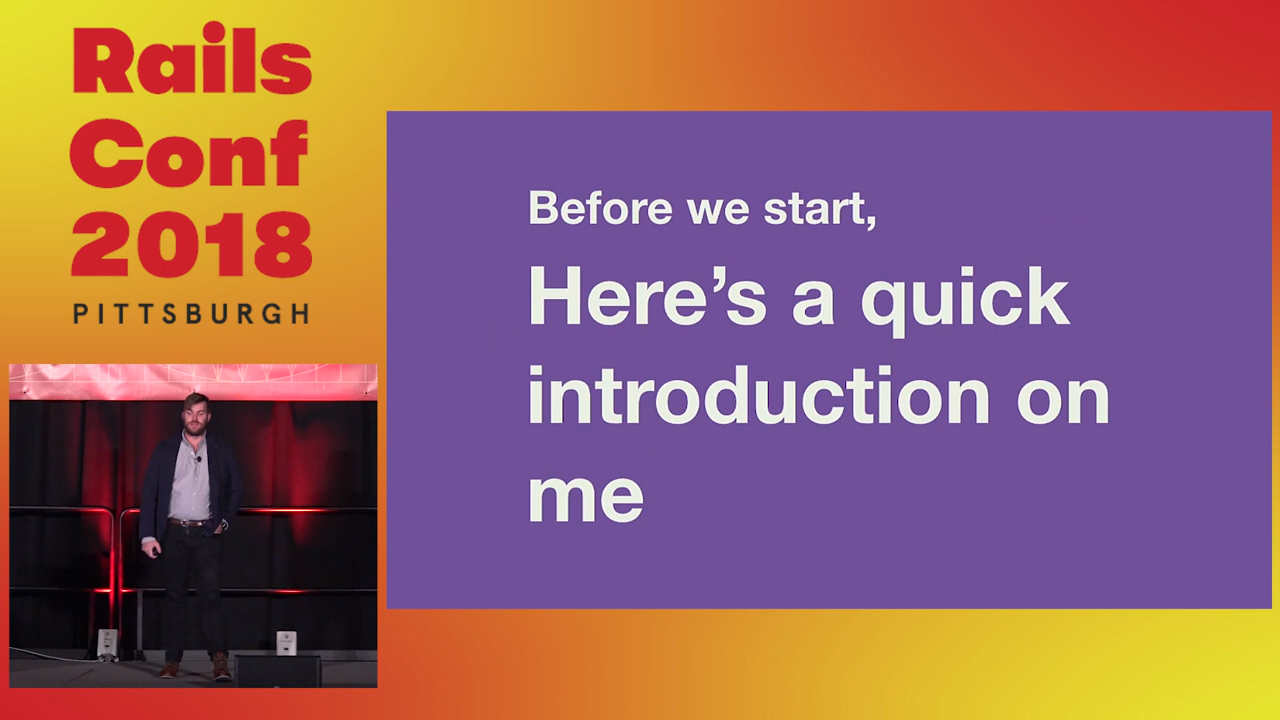 Rails
Conf
2018
PITTSBURGH
Before we start,
Here’s a quick
introduction on
me